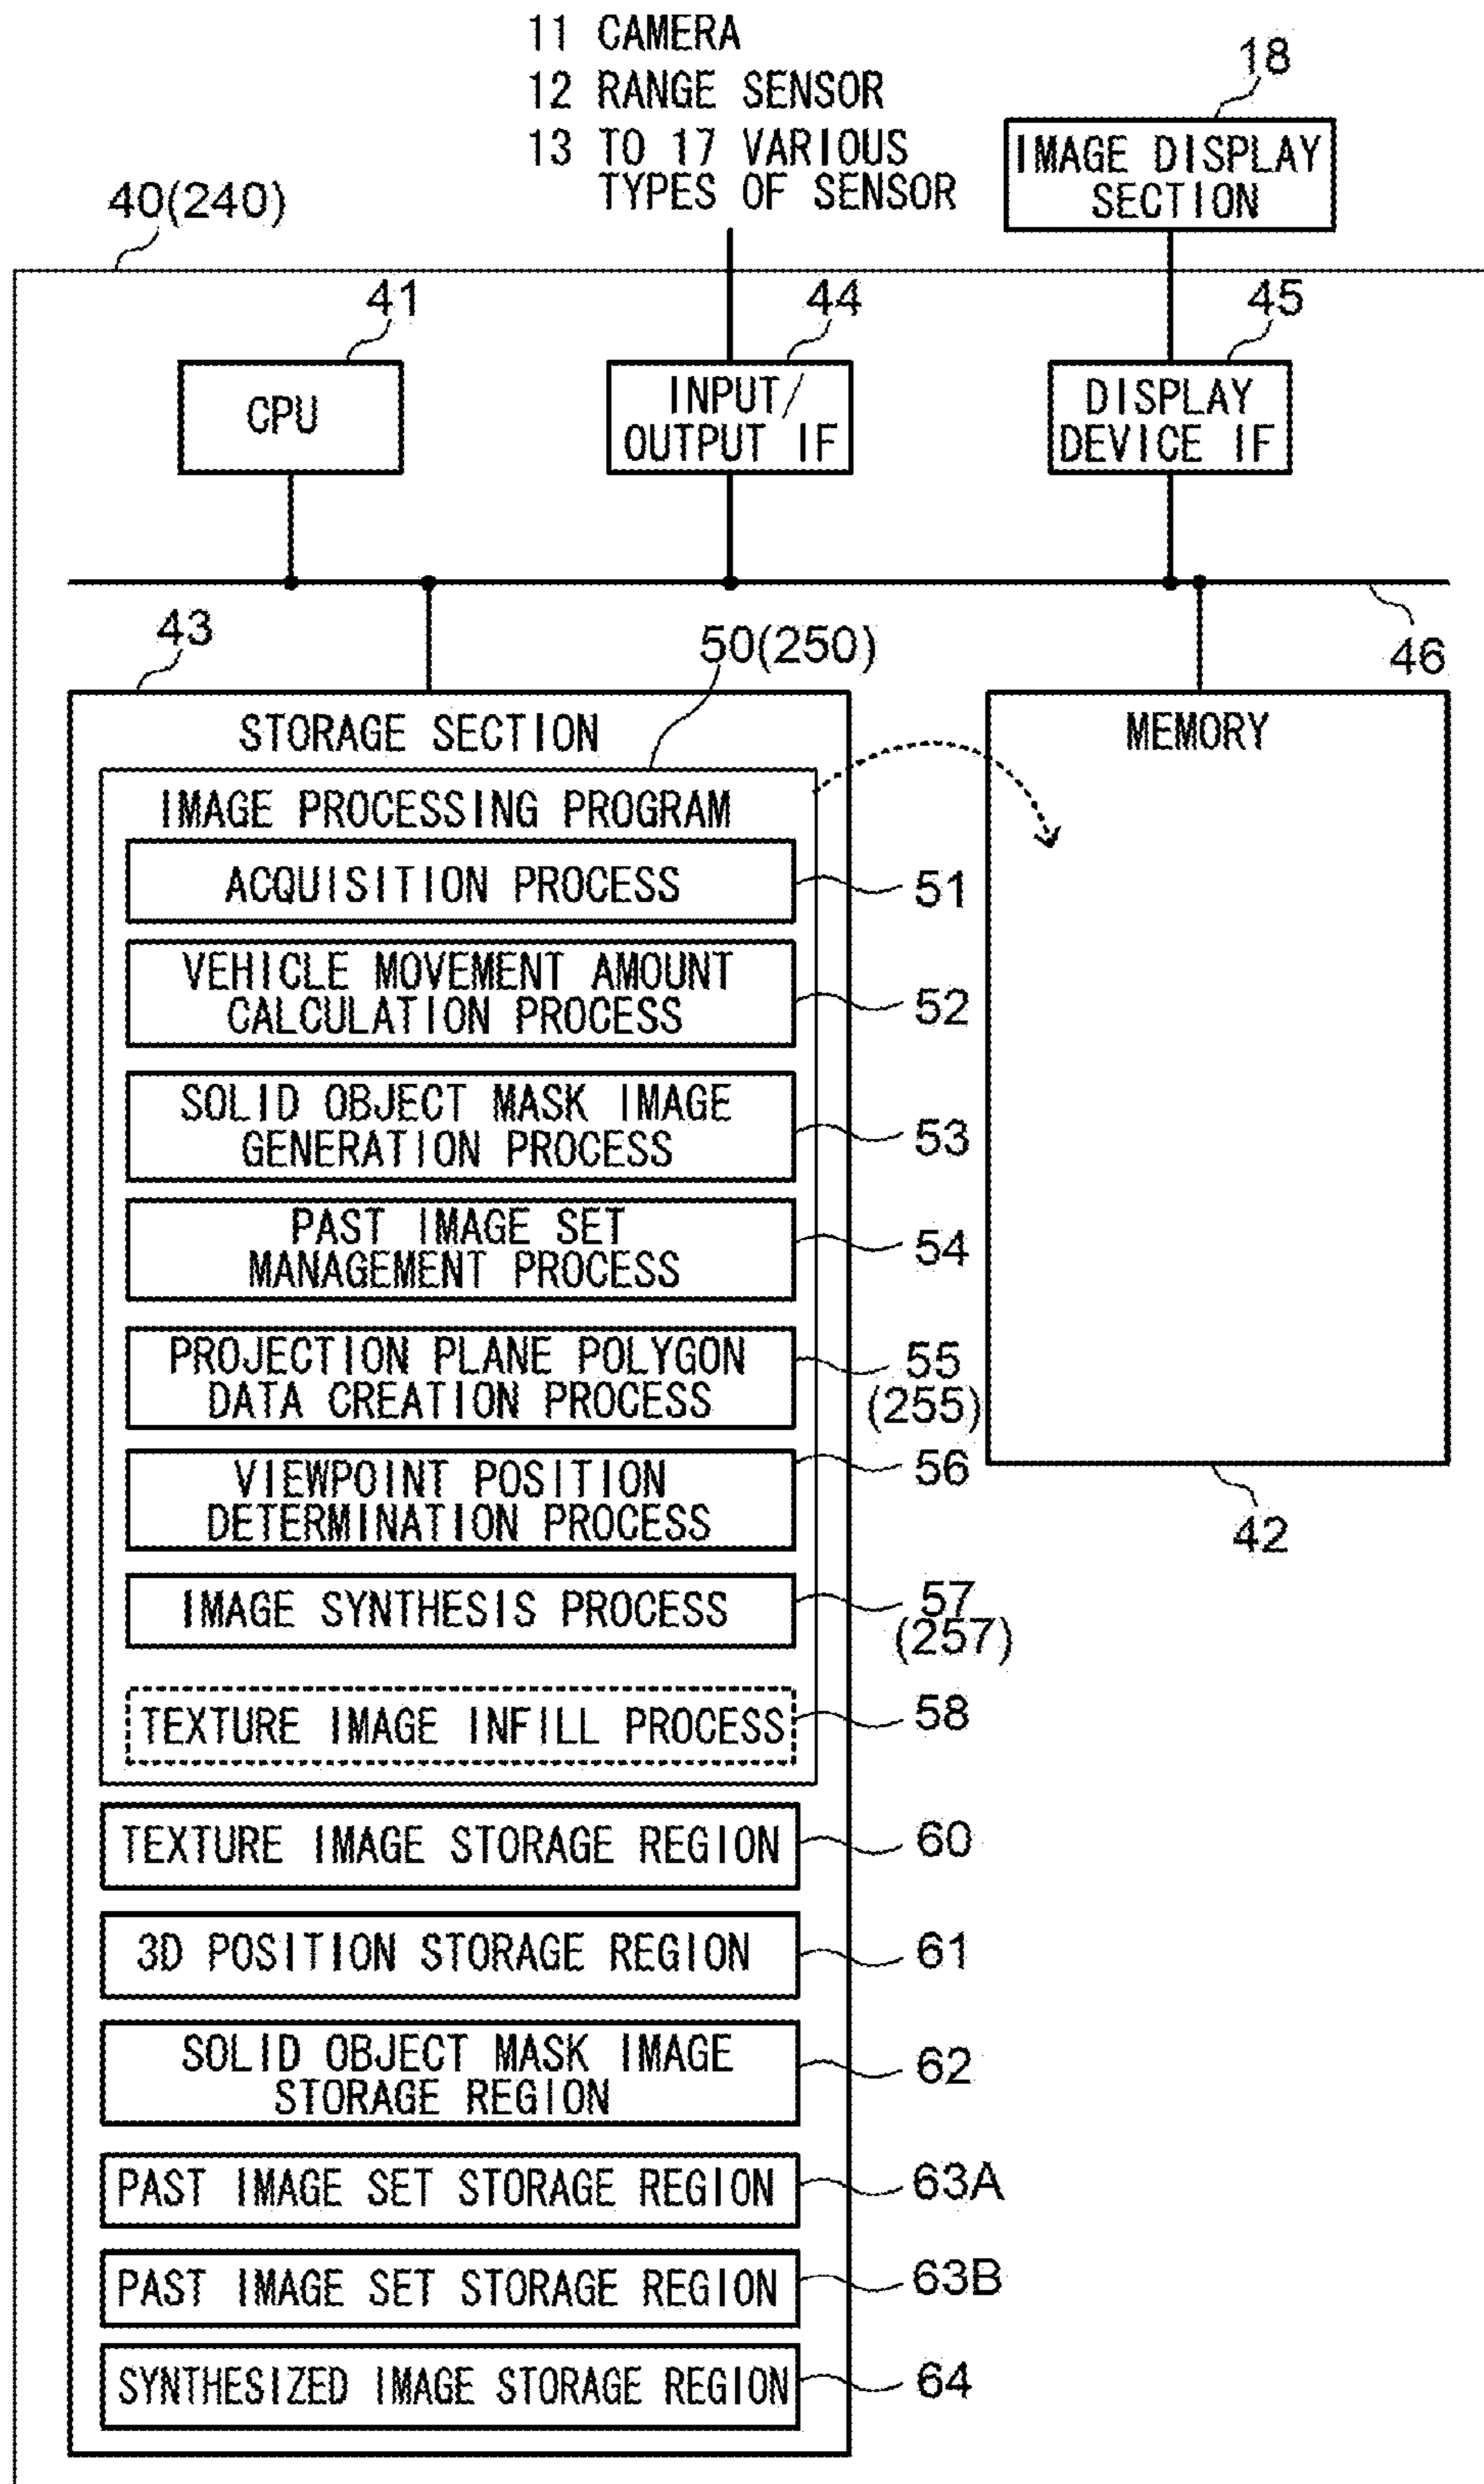 11 CAMERA
12 RANGE SENSOR
13 TO 17 VARIOUS
TYPES OF SENSOR
18
IMAGE DISPLAY
SECTION
40(240)
41
CPU
44
INPUT/
OUTPUT IF
45
DISPLAY
DEVICE IF
46
43
50(250)
STORAGE SECTION
MEMORY
42
IMAGE PROCESSING PROGRAM
ACQUISITION PROCESS
51
VEHICLE MOVEMENT AMOUNT
CALCULATION PROCESS
52
SOLID OBJECT MASK IMAGE
GENERATION PROCESS
53
PAST IMAGE SET
MANAGEMENT PROCESS
54
PROJECTION PLANE POLYGON
DATA CREATION PROCESS
55
(255)
VIEWPOINT POSITION
DETERMINATION PROCESS
56
IMAGE SYNTHESIS PROCESS
57
(257)
TEXTURE IMAGE INFILL PROCESS
58
TEXTURE IMAGE STORAGE REGION
60
3D POSITION STORAGE REGION
61
SOLID OBJECT MASK IMAGE
STORAGE REGION
62
PAST IMAGE SET STORAGE REGION
63A
PAST IMAGE SET STORAGE REGION
63B
SYNTHESIZED IMAGE STORAGE REGION
64